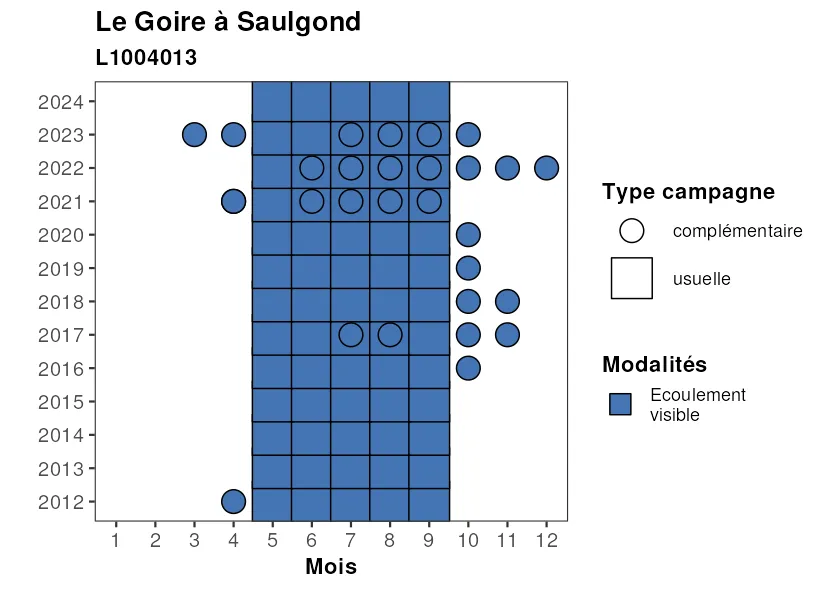 Le Goire à Saulgond
L1004013
2024
2023
2022
2021
2020
2019
2018
2017
2016
2015
2014
2013
2012
1 2 3 4 5 6 7 8 9 10 11 12
Mois
Type campagne
complémentaire
usuelle
Modalités
Ecoulement
visible